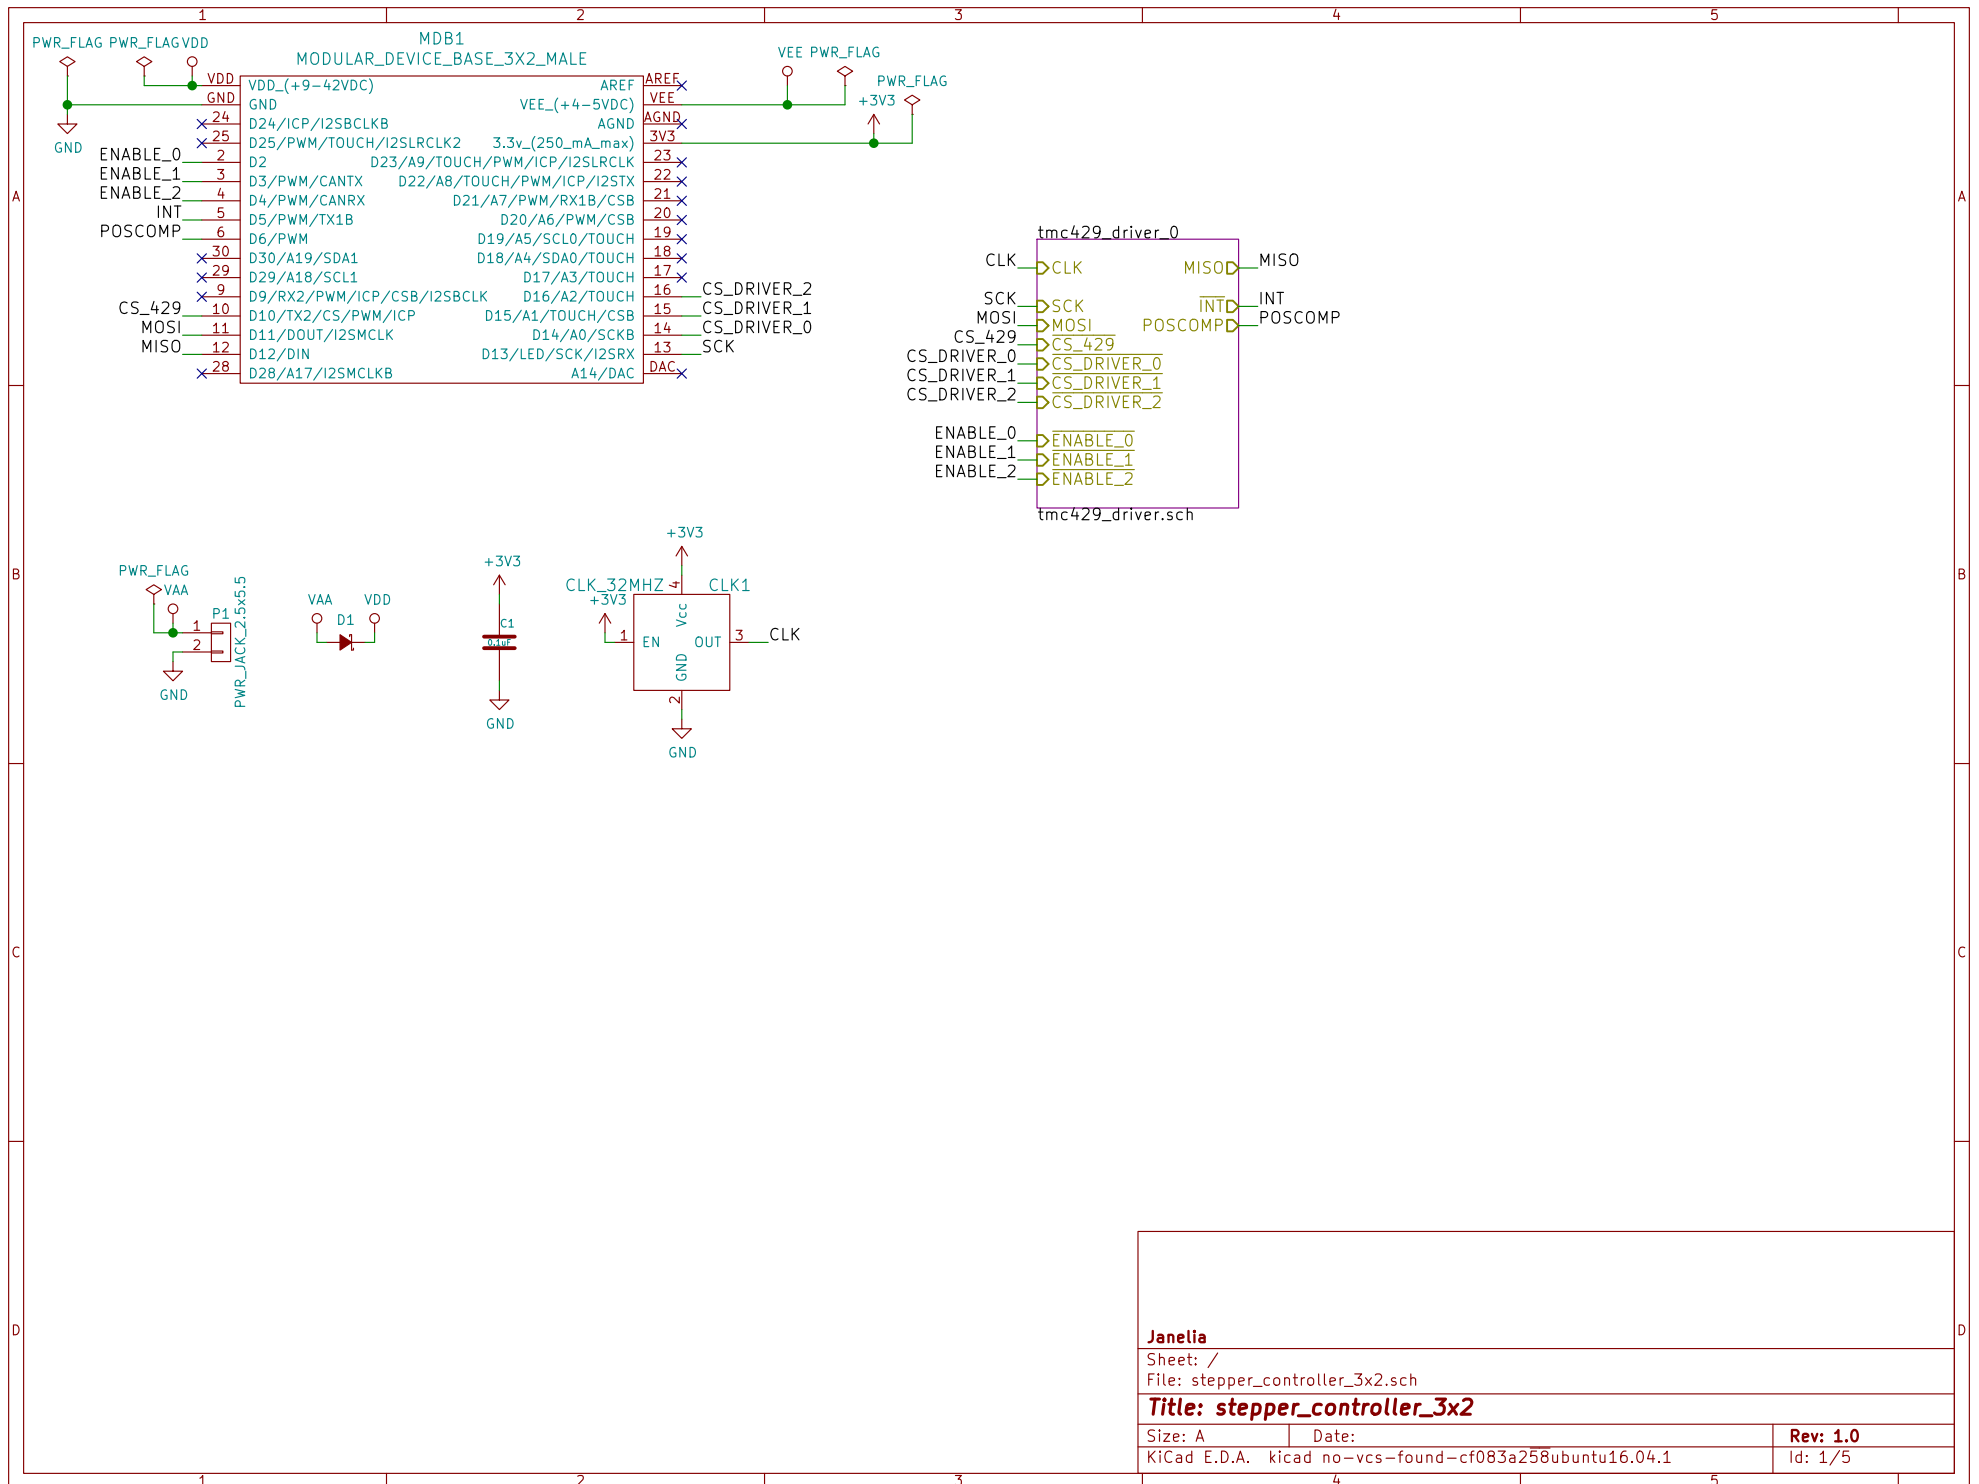 1 2 3 4 5
PWR_FLAG PWR_FLAG VDD
MDB1
MODULAR_DEVICE_BASE_3X2_MALE
VEE PWR_FLAG
PWR_FLAG
+3V3
GND
VDD VDD_(+9-42VDC) AREF AREF
GND GND VEE_(+4-5VDC) VEE
24 D24/ICP/I2SBCLKB AGND AGND
25 D25/PWM/TOUCH/I2SLRCLK2 3.3v_(250_mA_max) 3V3
ENABLE_0 2 D2 D23/A9/TOUCH/PWM/ICP/I2SLRCLK 23
ENABLE_1 3 D3/PWM/CANTX D22/A8/TOUCH/PWM/ICP/I2STX 22
ENABLE_2 4 D4/PWM/CANRX D21/A7/PWM/RX1B/CSB 21
INT 5 D5/PWM/TX1B D20/A6/PWM/CSB 20
POSCOMP 6 D6/PWM D19/A5/SCL0/TOUCH 19
30 D30/A19/SDA1 D18/A4/SDA0/TOUCH 18
29 D29/A18/SCL1 D17/A3/TOUCH 17
9 D9/RX2/PWM/ICP/CSB/I2SBCLK D16/A2/TOUCH 16 CS_DRIVER_2
CS_429 10 D10/TX2/CS/PWM/ICP D15/A1/TOUCH/CSB 15 CS_DRIVER_1
MOSI 11 D11/DOUT/I2SMCLK D14/A0/SCKB 14 CS_DRIVER_0
MISO 12 D12/DIN D13/LED/SCK/I2SRX 13 SCK
28 D28/A17/I2SMCLKB A14/DAC DAC
A A
tmc429_driver_0
CLK CLK MISO MISO
SCK SCK INT INT
MOSI MOSI POSCOMP POSCOMP
CS_429 CS_429
CS_DRIVER_0 CS_DRIVER_0
CS_DRIVER_1 CS_DRIVER_1
CS_DRIVER_2 CS_DRIVER_2
ENABLE_0 ENABLE_0
ENABLE_1 ENABLE_1
ENABLE_2 ENABLE_2
tmc429_driver.sch
B B
PWR_FLAG
VAA
P1
1
2
PWR_JACK_2.5x5.5
GND
VAA D1 VDD
+3V3
C1
0.1uF
GND
+3V3
CLK_32MHZ 4 CLK1
+3V3
Vcc
1 EN OUT 3 CLK
GND
2
GND
C C
D D
Janelia
Sheet: /
File: stepper_controller_3x2.sch
Title: stepper_controller_3x2
Size: A Date: Rev: 1.0
KiCad E.D.A. kicad no-vcs-found-cf083a258ubuntu16.04.1 Id: 1/5
1 2 3 4 5